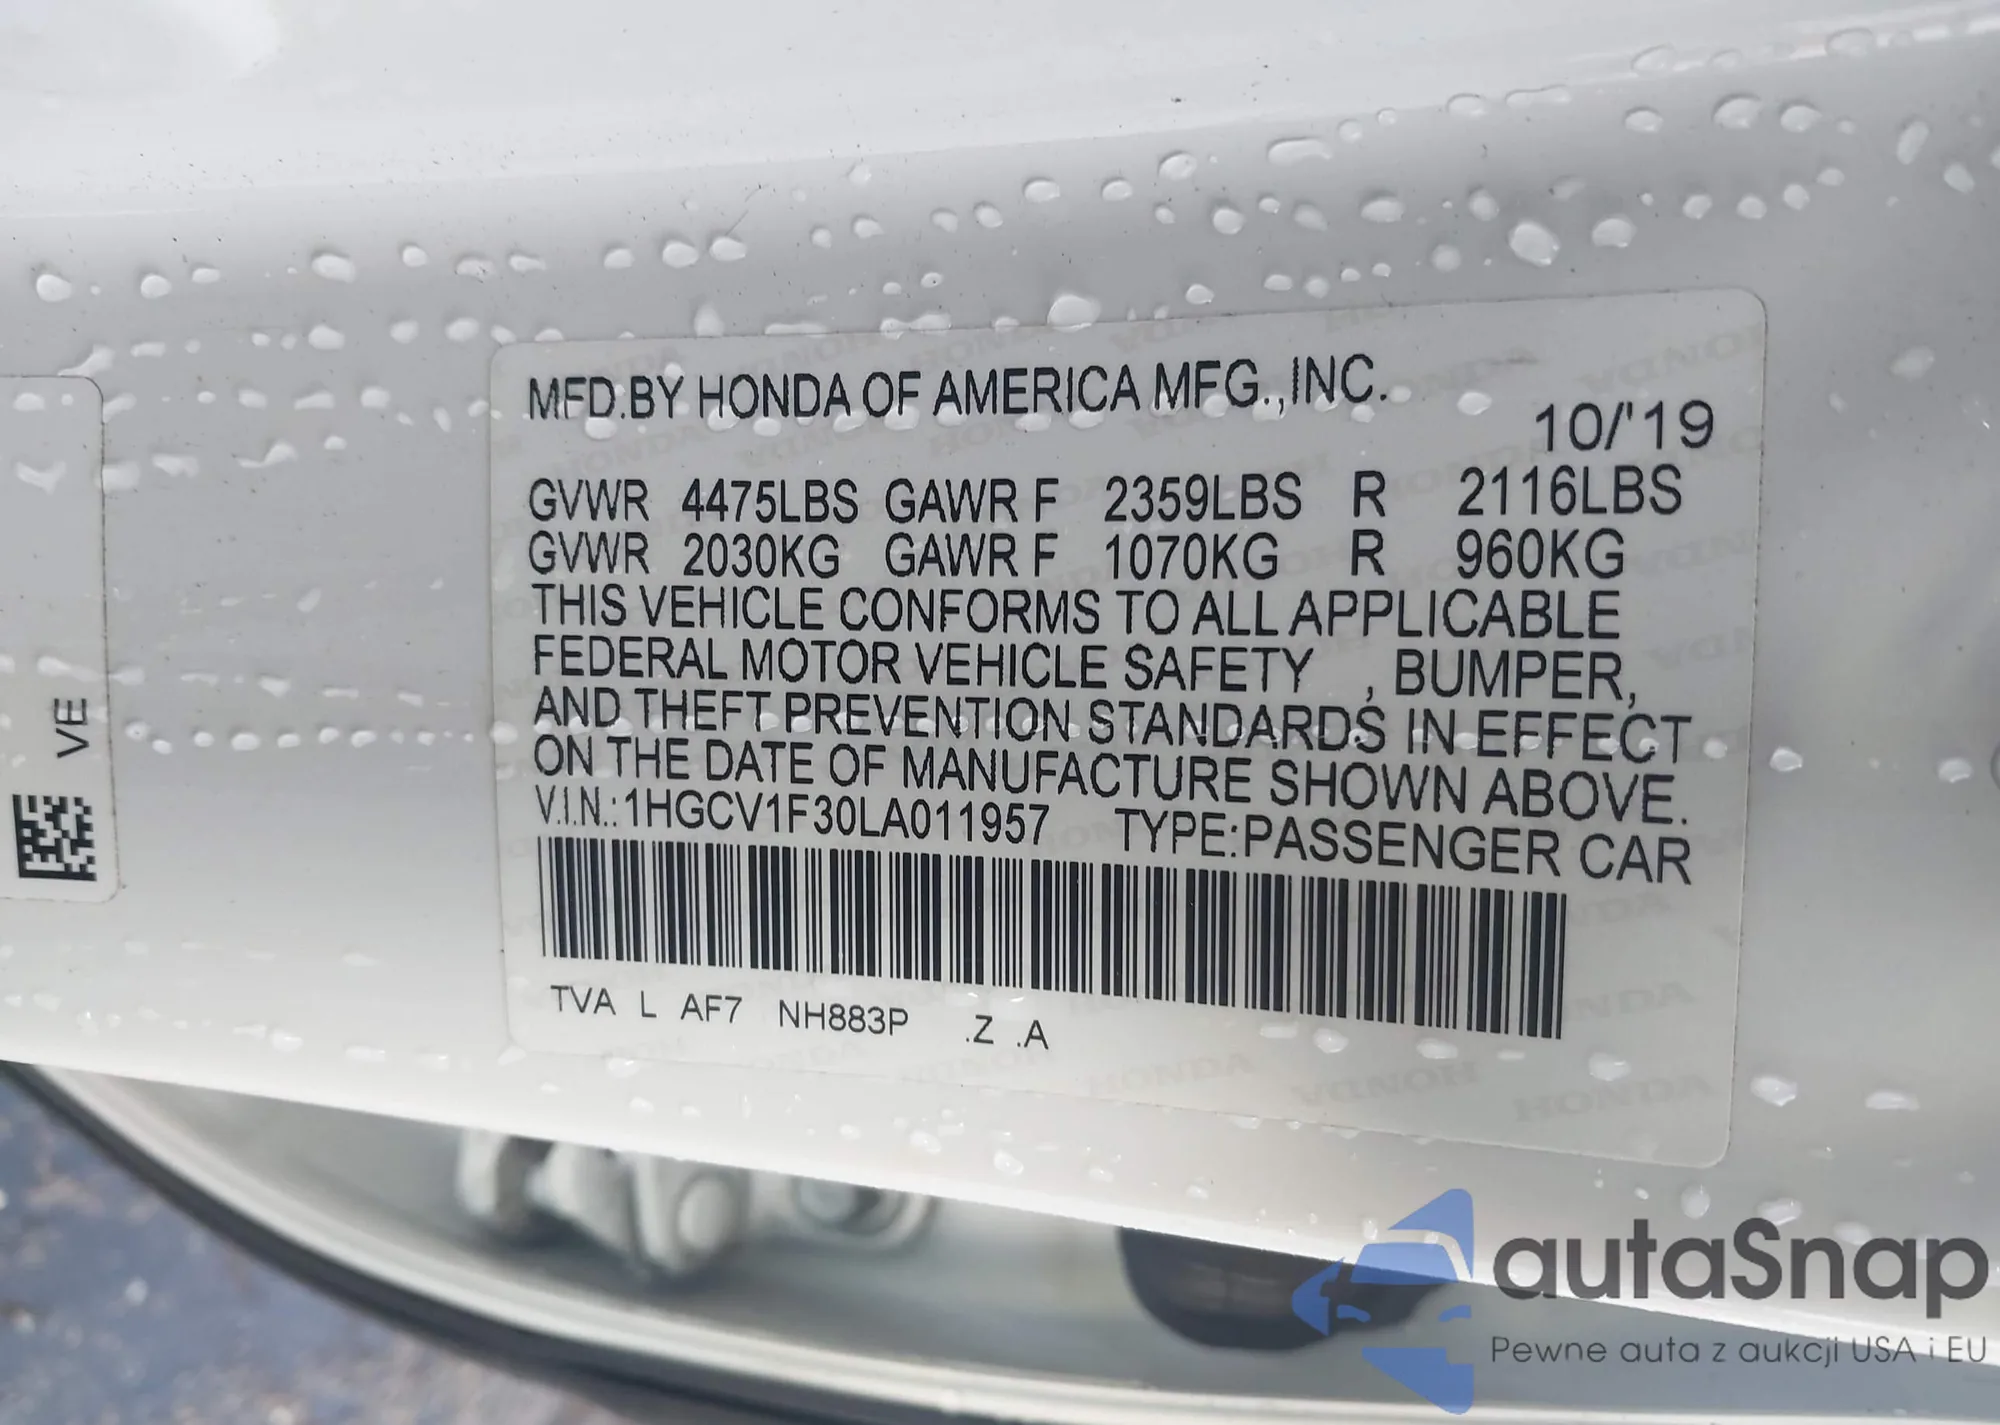 MFD.BY HONDA OF AMERICA MFG.,INC.
10/'19
GVWR 4475LBS GAWR F 2359LBS R 2116LBS
GVWR 2030KG GAWR F 1070KG R 960KG
THIS VEHICLE CONFORMS TO ALL APPLICABLE
FEDERAL MOTOR VEHICLE SAFETY , BUMPER,
AND THEFT PREVENTION STANDARDS IN EFFECT
ON THE DATE OF MANUFACTURE SHOWN ABOVE.
V.I.N.:1HGCV1F30LA011957 TYPE:PASSENGER CAR
TVA L AF7 NH883P .Z .A
VE
autaSnap
Pewne auta z aukcji USA i EU